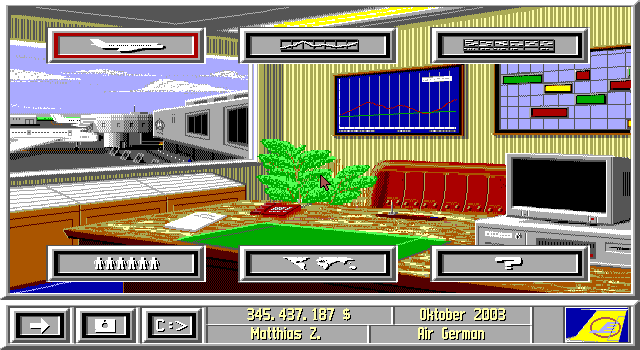 C:>
345.437.187 $
Oktober 2003
Matthias Z.
Air German
?